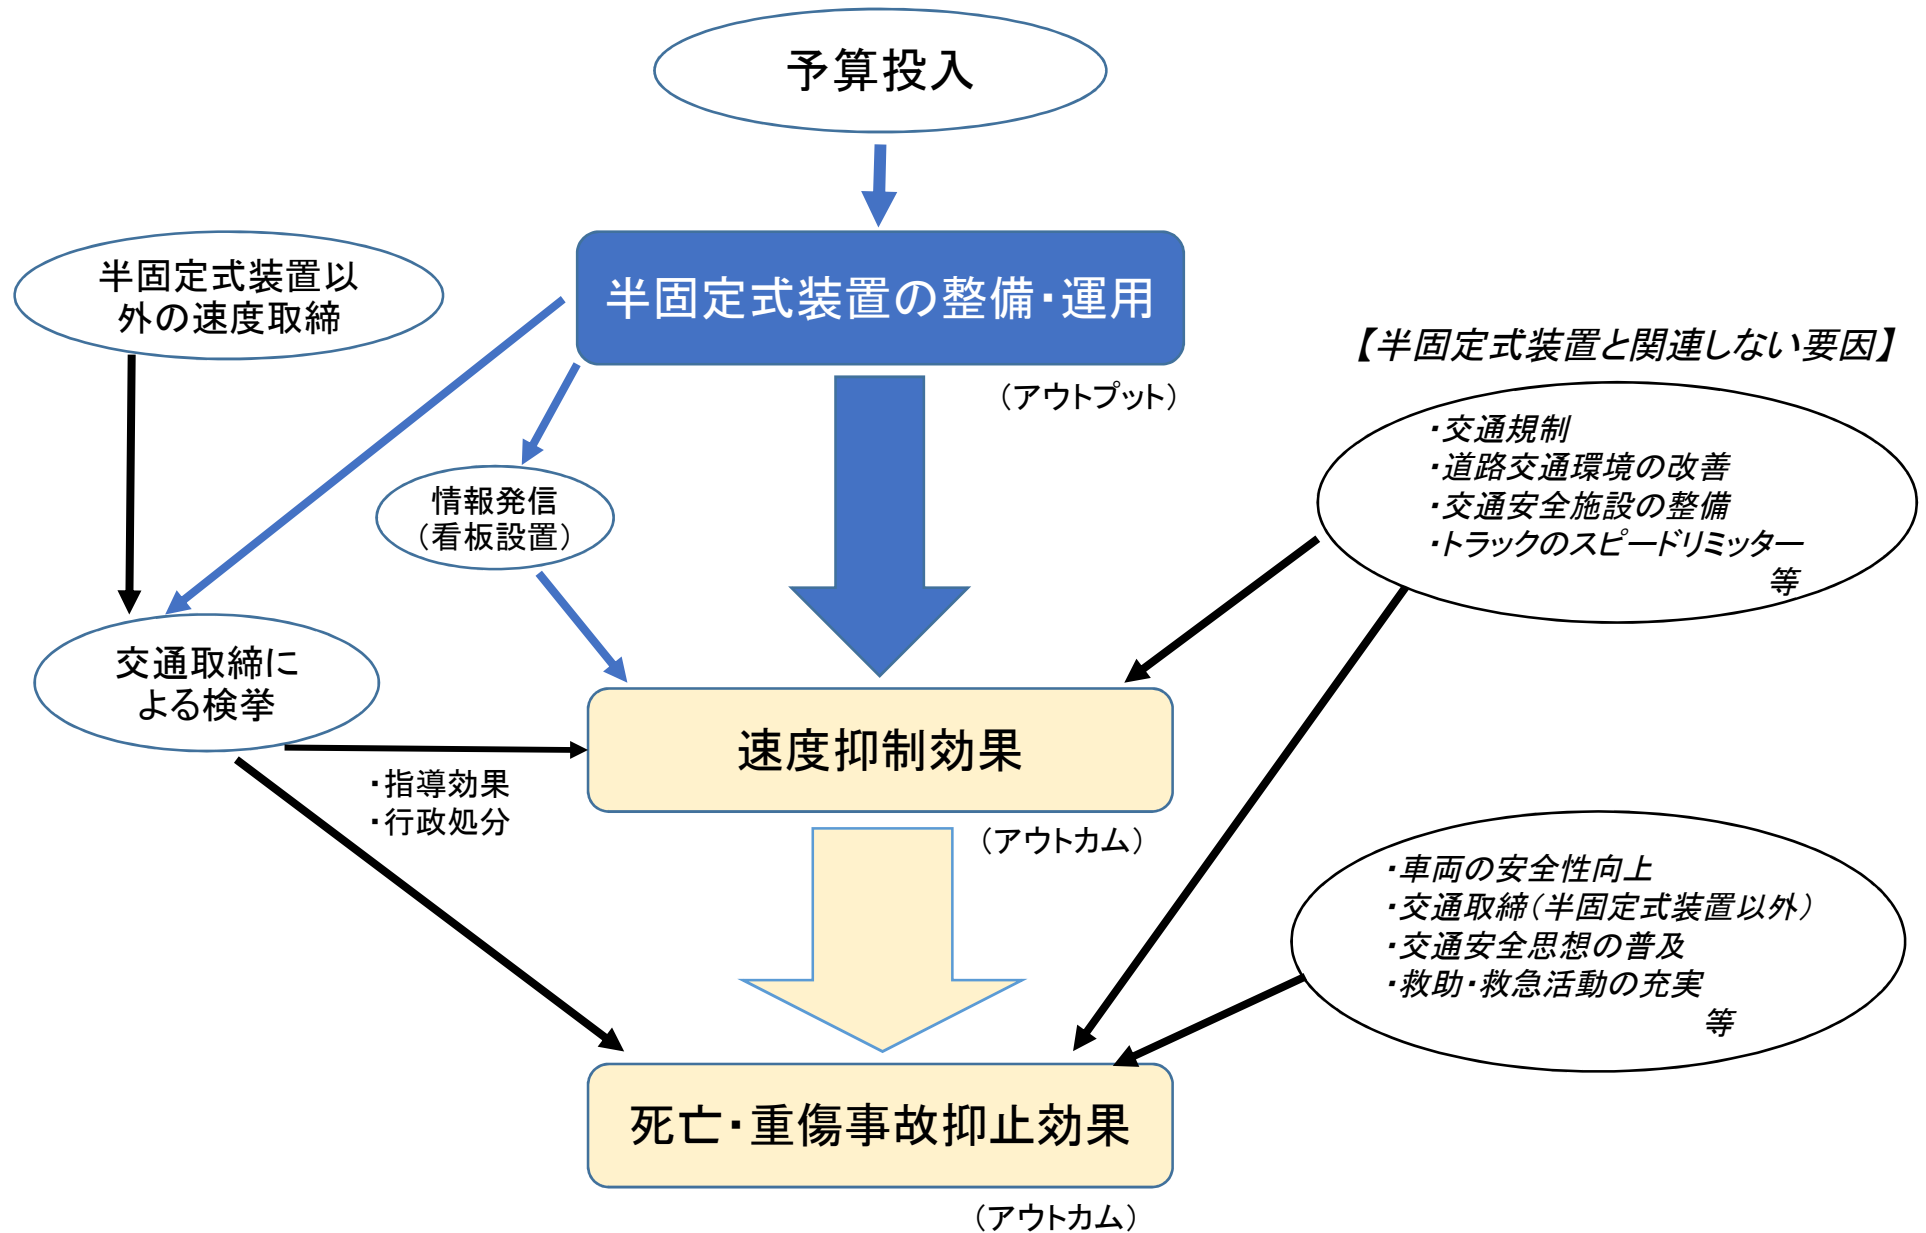 予算投入
半固定式装置以
外の速度取締
半固定式装置の整備・運用
（アウトプット）
【半固定式装置と関連しない要因】
・交通規制
・道路交通環境の改善
・交通安全施設の整備
・トラックのスピードリミッター
等
情報発信
（看板設置）
交通取締に
よる検挙
・指導効果
・行政処分
速度抑制効果
（アウトカム）
・車両の安全性向上
・交通取締（半固定式装置以外）
・交通安全思想の普及
・救助・救急活動の充実
等
死亡・重傷事故抑止効果
（アウトカム）